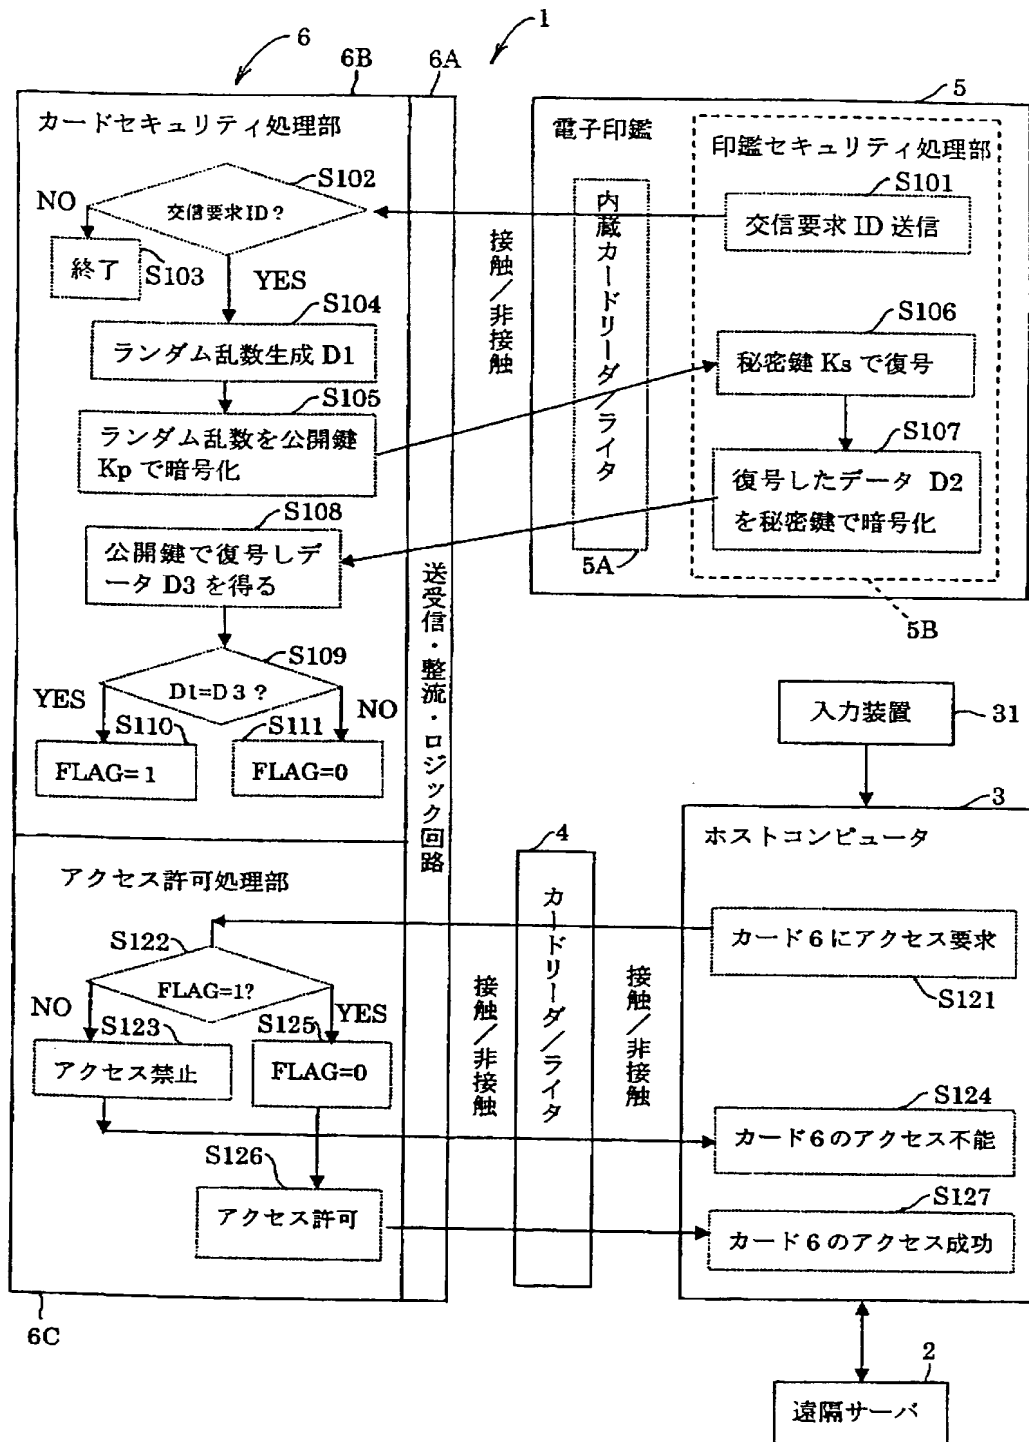 1
6
6B
6A
カードセキュリティ処理部
S102
NO
交信要求ID？
終了
S103
YES
S104
ランダム乱数生成 D1
S105
ランダム乱数を公開鍵
Kpで暗号化
S108
公開鍵で復号しデ
ータ D3 を得る
S109
YES
D1=D3？
NO
S110
S111
FLAG=1
FLAG=0
送受信・整流・ロジック回路
接触／非接触
5
電子印鑑
印鑑セキュリティ処理部
S101
交信要求 ID 送信
内蔵カードリーダ／ライタ
S106
秘密鍵 Ks で復号
S107
復号したデータ D2
を秘密鍵で暗号化
5A
5B
入力装置
31
3
ホストコンピュータ
アクセス許可処理部
4
カードリーダ／ライタ
カード６にアクセス要求
S121
S122
FLAG=1?
NO
YES
S123
S125
アクセス禁止
FLAG=0
接触／非接触
接触／非接触
S124
カード６のアクセス不能
S126
アクセス許可
S127
カード６のアクセス成功
6C
2
遠隔サーバ